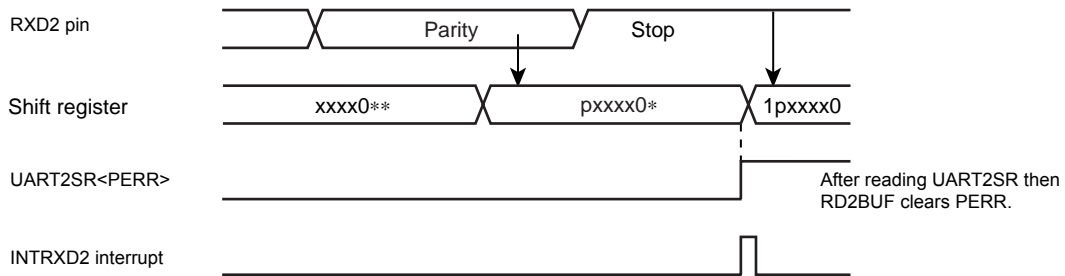 RXD2 pin
Parity
Stop
Shift register
xxxx0**
pxxxx0*
1pxxxx0
UART2SR<PERR>
After reading UART2SR then
RD2BUF clears PERR.
INTRXD2 interrupt